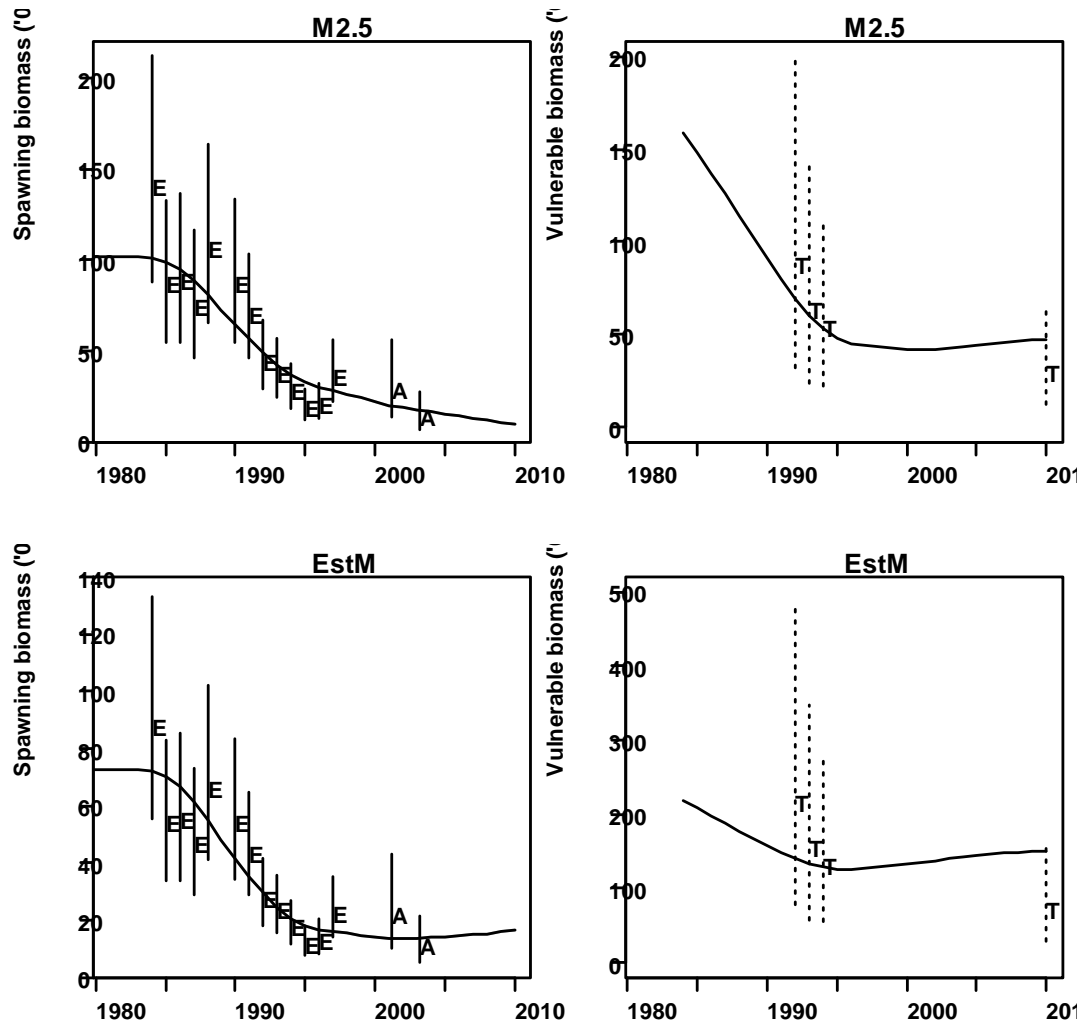 M2.5
Spawning biomass ('0
200
150
100
50
0
E
E
E
E
E
E
E
E
E
E
E
E
E
A
A
1980
1990
2000
2010
M2.5
Vulnerable biomass ('
200
150
100
50
0
T
T
T
T
1980
1990
2000
EstM
Spawning biomass ('0
140
120
100
80
60
40
20
0
E
E
E
E
E
E
E
E
E
E
E
E
E
A
A
1980
1990
2000
2010
EstM
Vulnerable biomass ('
500
400
300
200
100
0
T
T
T
T
1980
1990
2000